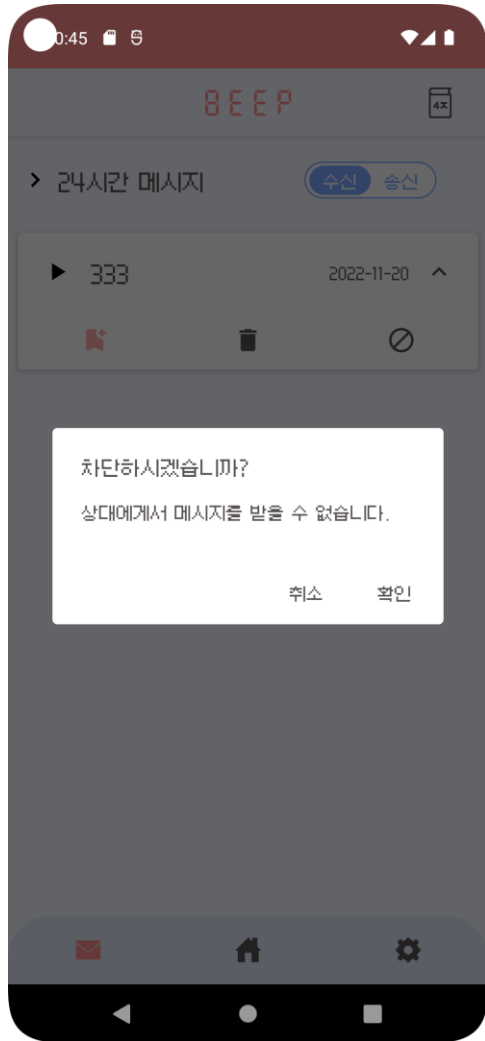 0:45
BEEP
24시간 메시지
수신 송신
333 2022-11-20
차단하시겠습니까?
상대에게서 메시지를 받을 수 없습니다.
취소 확인